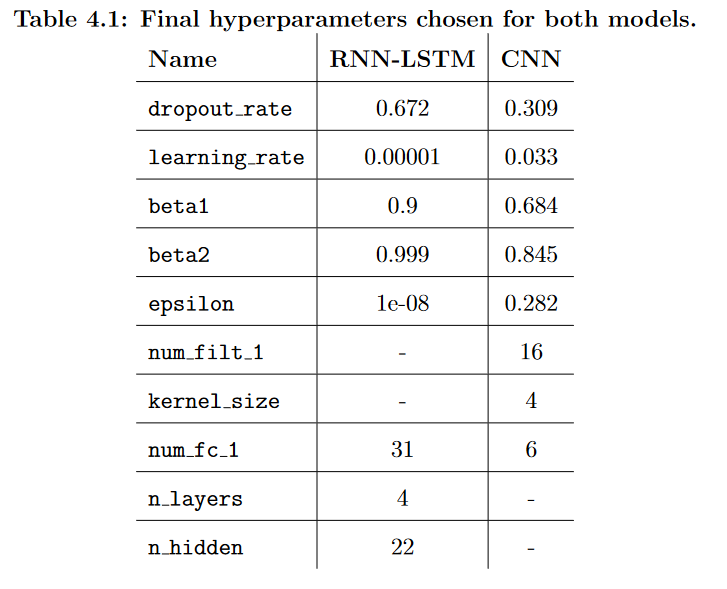 Table 4.1: Final hyperparameters chosen for both models.
Name RNN-LSTM CNN
dropout_rate 0.672 0.309
learning_rate 0.00001 0.033
beta1 0.9 0.684
beta2 0.999 0.845
epsilon 1e-08 0.282
num_filt_1 - 16
kernel_size - 4
num_fc_1 31 6
n_layers 4 -
n_hidden 22 -